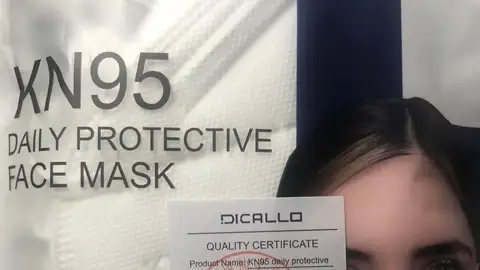 KN95
DAILY PROTECTIVE
FACE MASK
DICALLO
QUALITY CERTIFICATE
Product Name: KN95 daily protective